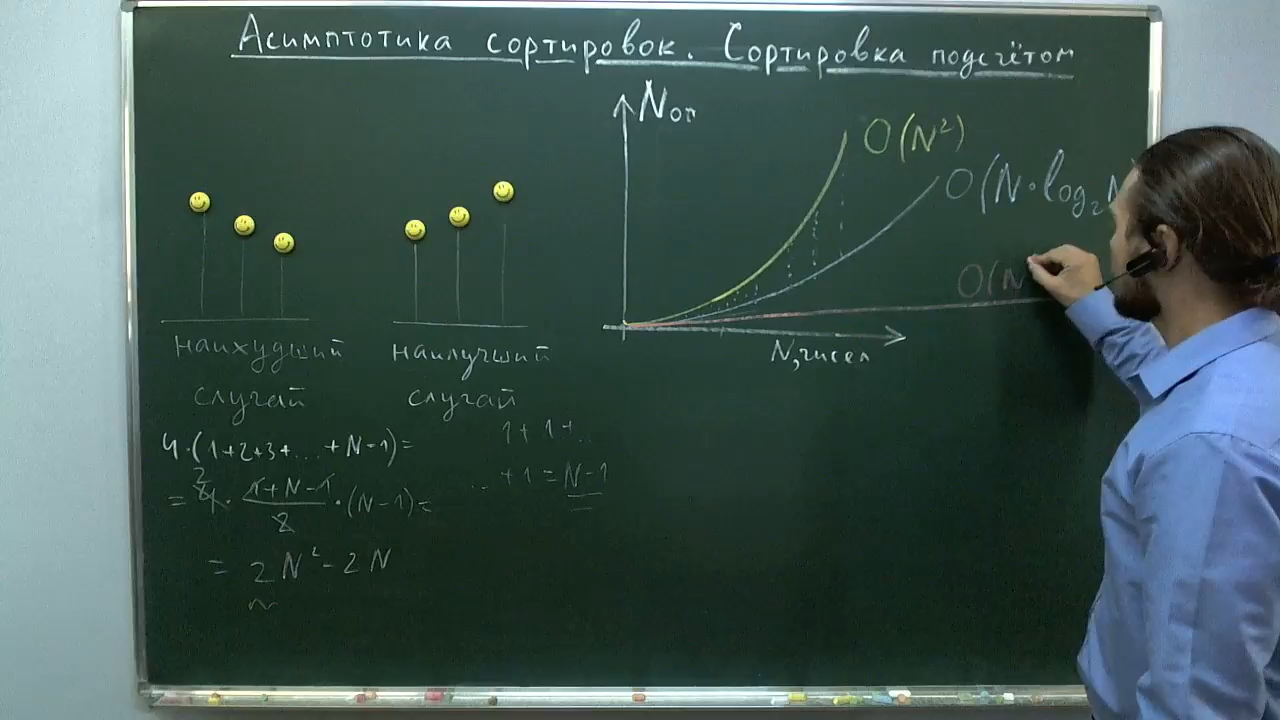 Асимптотика сортировок. Сортировка подсчётом
наихудший
случай
4·(1+2+3+...+N-1)=
= 4· (1+N-1)/2 ·(N-1)=
2
= 2N²-2N
наилучший
случай
1+1+...
...+1=N-1
Nоп
O(N²)
O(N·log₂N
O(N
N, чисел